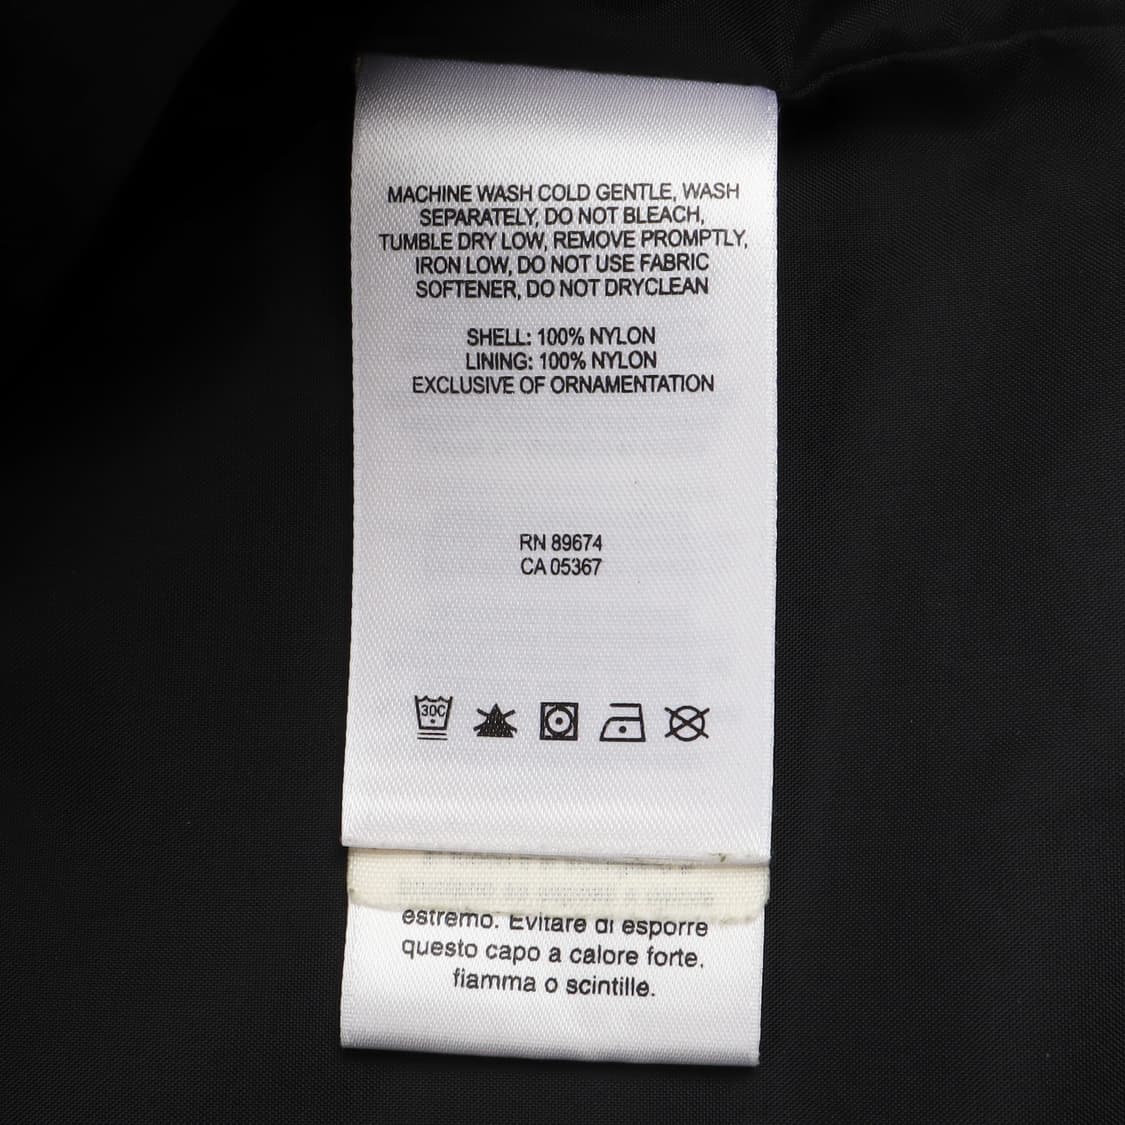 MACHINE WASH COLD GENTLE, WASH
SEPARATELY, DO NOT BLEACH,
TUMBLE DRY LOW, REMOVE PROMPTLY,
IRON LOW, DO NOT USE FABRIC
SOFTENER, DO NOT DRYCLEAN
SHELL: 100% NYLON
LINING: 100% NYLON
EXCLUSIVE OF ORNAMENTATION
RN 89674
CA 05367
30C
estremo. Evitare di esporre
questo capo a calore forte,
fiamma o scintille.